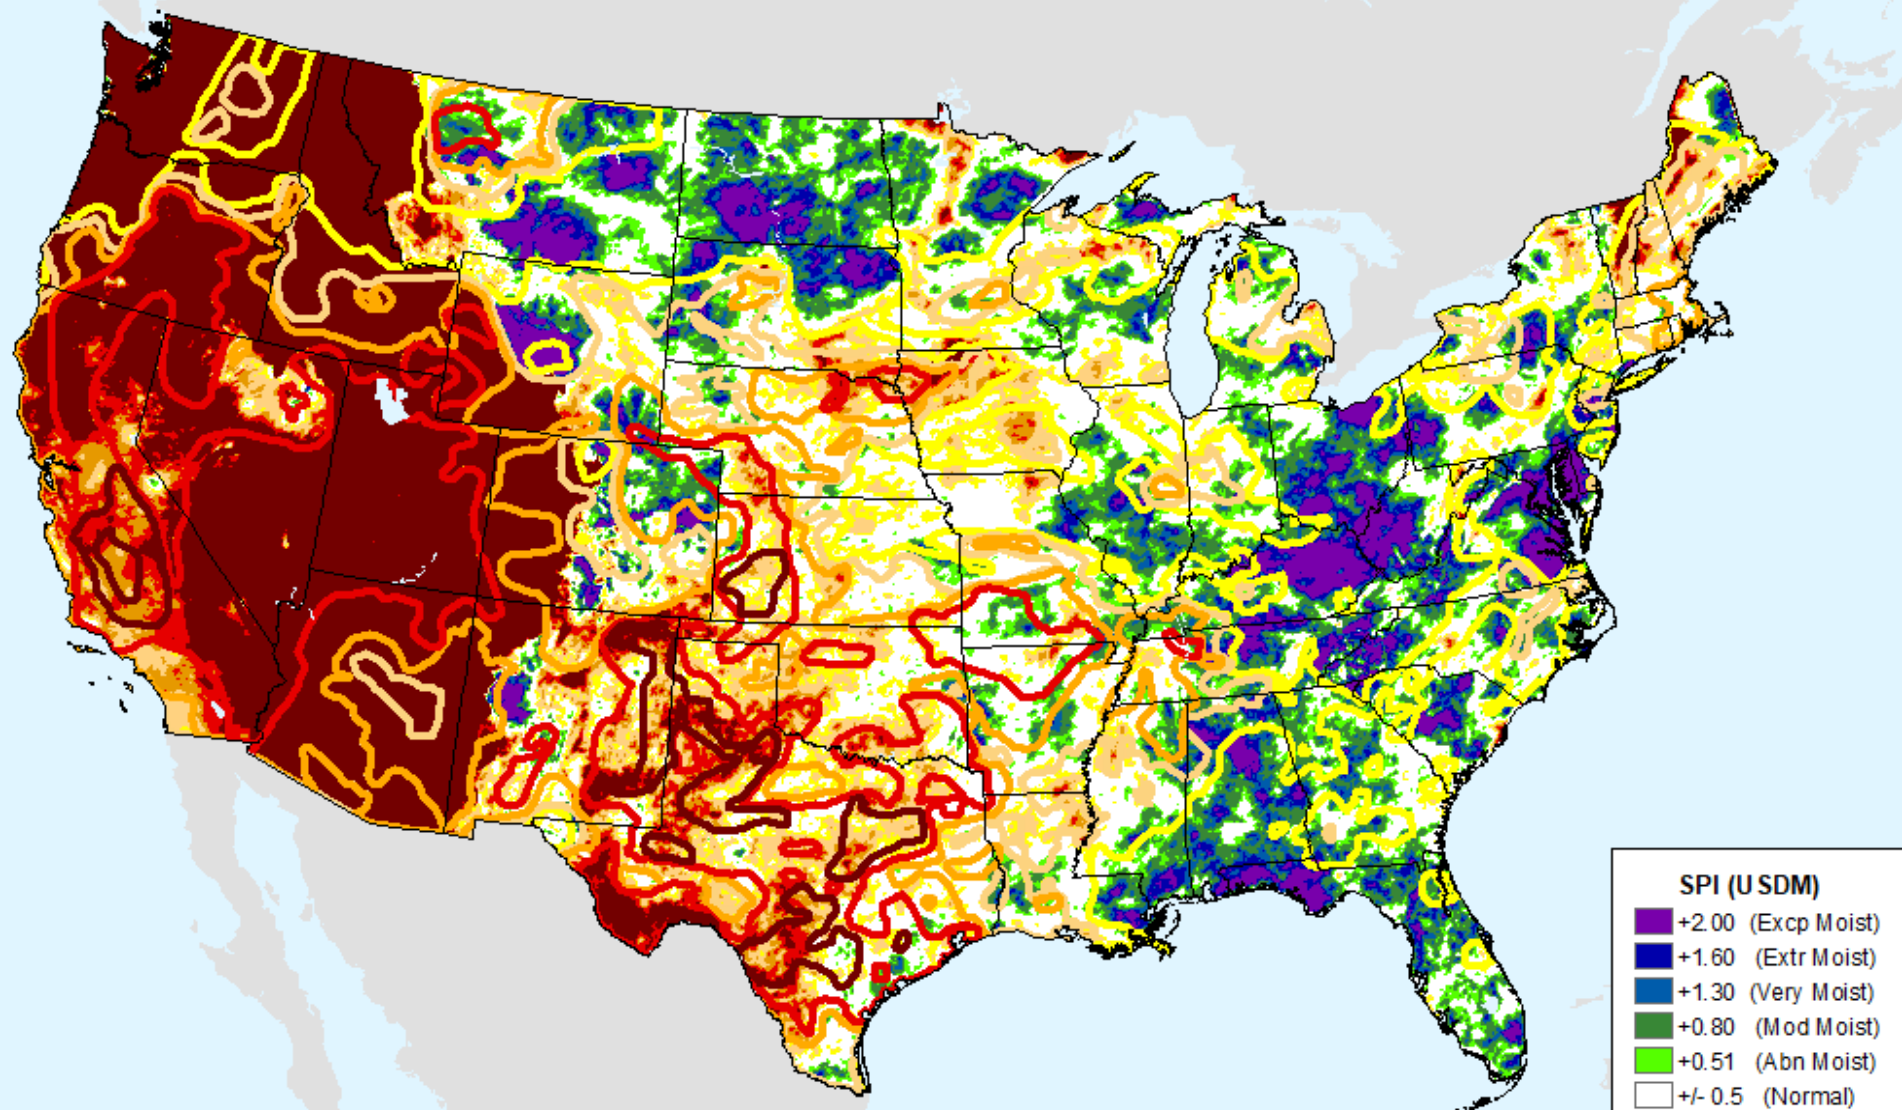 SPI (USDM)
+2.00 (Excp Moist)
+1.60 (Extr Moist)
+1.30 (Very Moist)
+0.80 (Mod Moist)
+0.51 (Abn Moist)
+/- 0.5 (Normal)